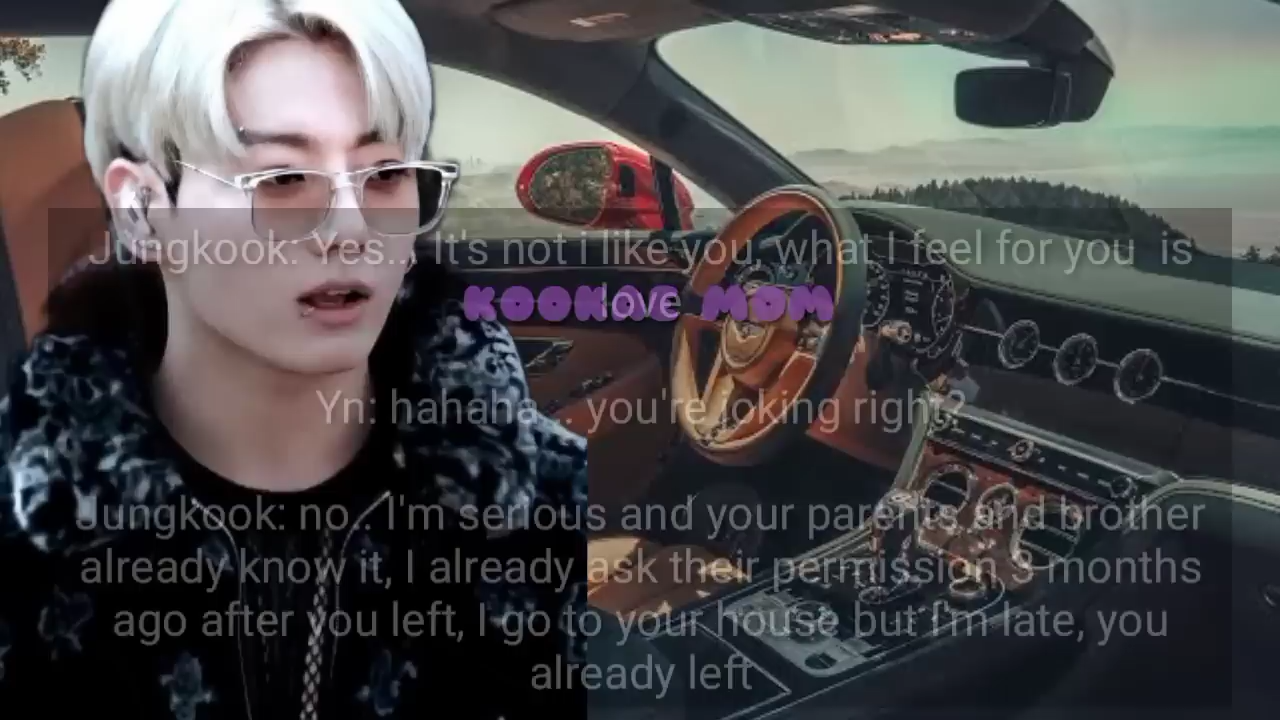 Jungkook: Yes... It's not i like you, what I feel for you is
love
KOOKAE MOM
Yn: hahaha... you're joking right?
Jungkook: no.. I'm serious and your parents and brother
already know it, I already ask their permission months
ago after you left, I go to your house but I'm late, you
already left